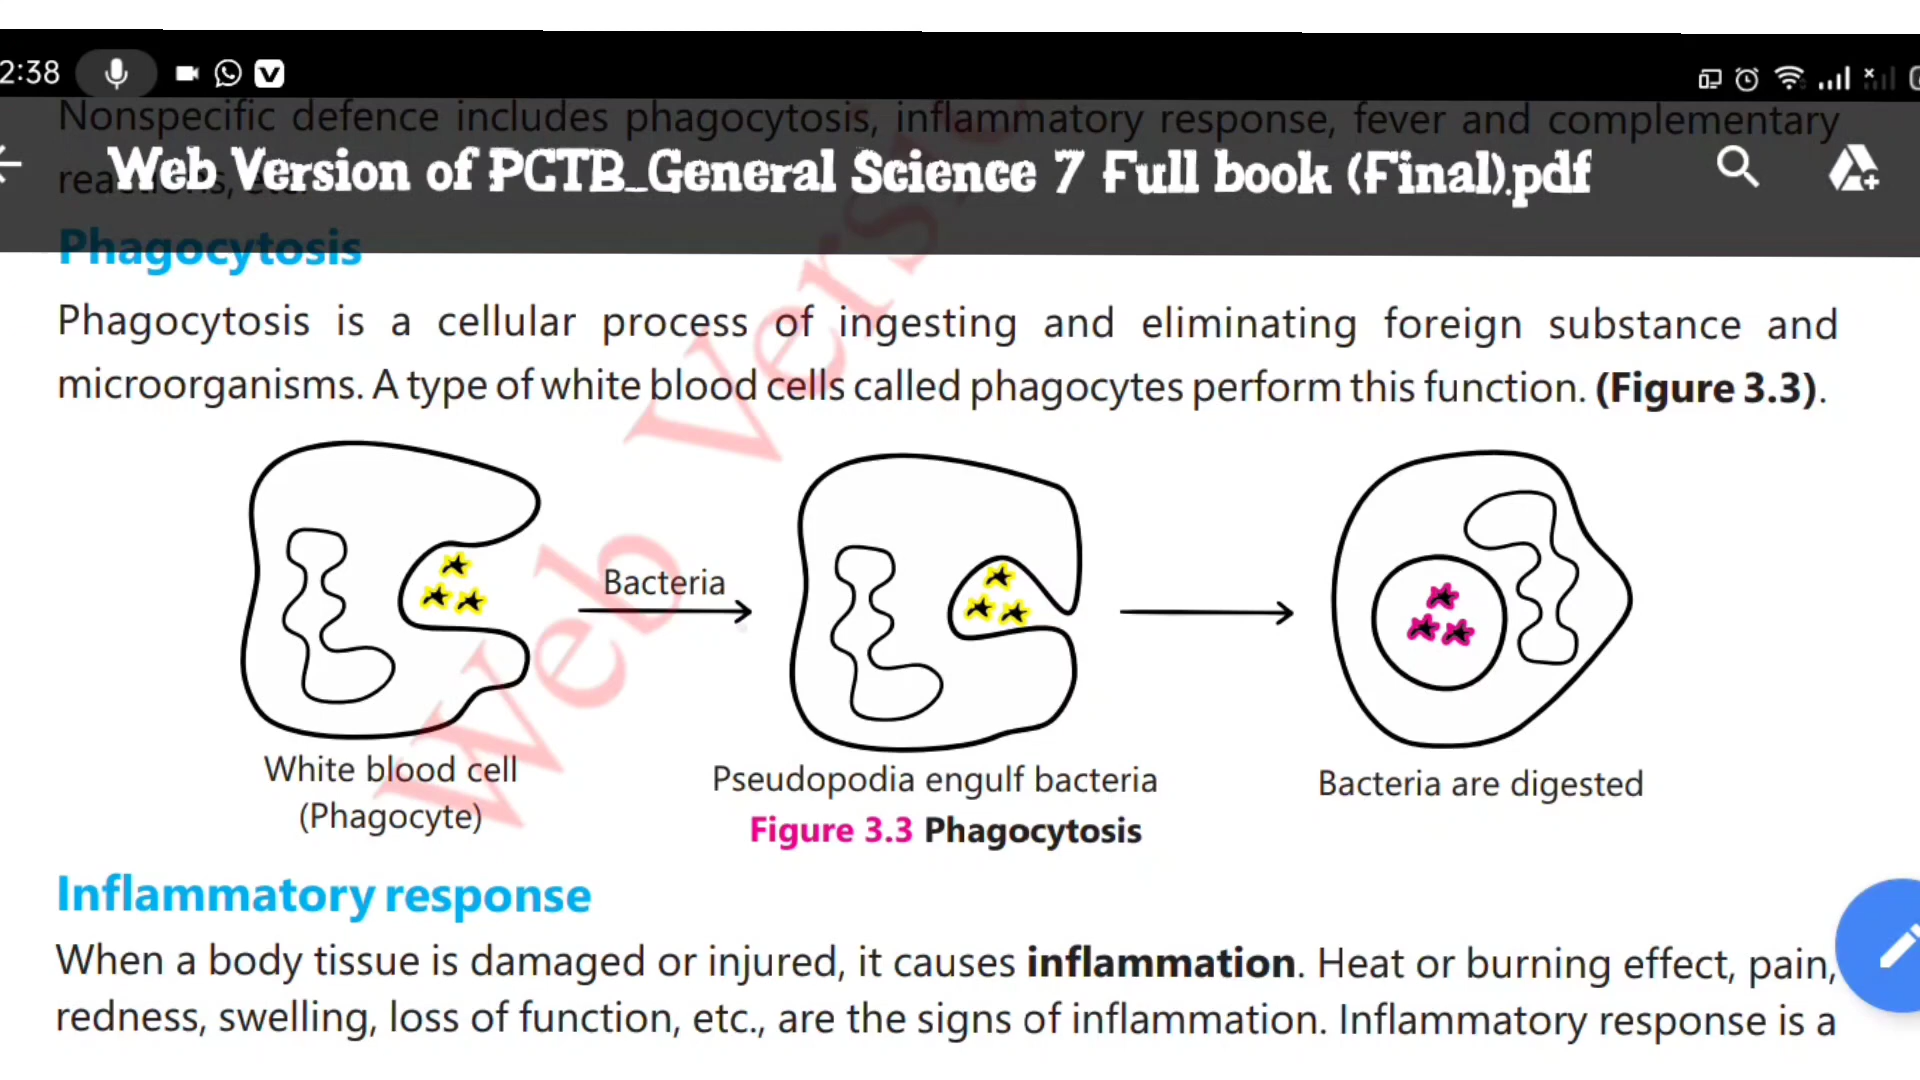 2:38
Nonspecific defence includes phagocytosis, inflammatory response, fever and complementary
Web Version of PCTB_General Science 7 Full book (Final).pdf
Phagocytosis
Phagocytosis is a cellular process of ingesting and eliminating foreign substance and
microorganisms. A type of white blood cells called phagocytes perform this function. (Figure 3.3).
Bacteria
White blood cell
(Phagocyte)
Pseudopodia engulf bacteria
Bacteria are digested
Figure 3.3 Phagocytosis
Inflammatory response
When a body tissue is damaged or injured, it causes inflammation. Heat or burning effect, pain,
redness, swelling, loss of function, etc., are the signs of inflammation. Inflammatory response is a
Web Vers